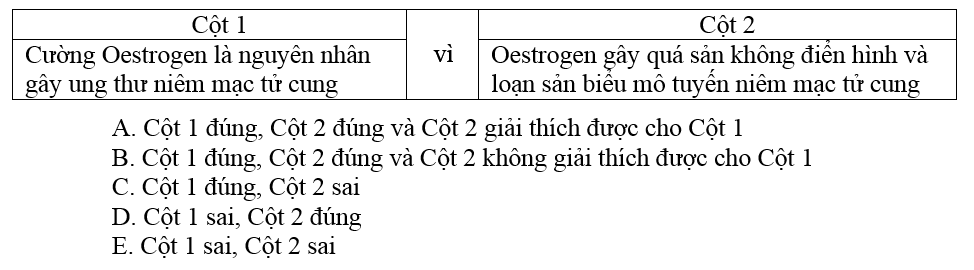 Cột 1
Cột 2
Cường Oestrogen là nguyên nhân
gây ung thư niêm mạc tử cung
vì
Oestrogen gây quá sản không điển hình và
loạn sản biểu mô tuyến niêm mạc tử cung
A. Cột 1 đúng, Cột 2 đúng và Cột 2 giải thích được cho Cột 1
B. Cột 1 đúng, Cột 2 đúng và Cột 2 không giải thích được cho Cột 1
C. Cột 1 đúng, Cột 2 sai
D. Cột 1 sai, Cột 2 đúng
E. Cột 1 sai, Cột 2 sai